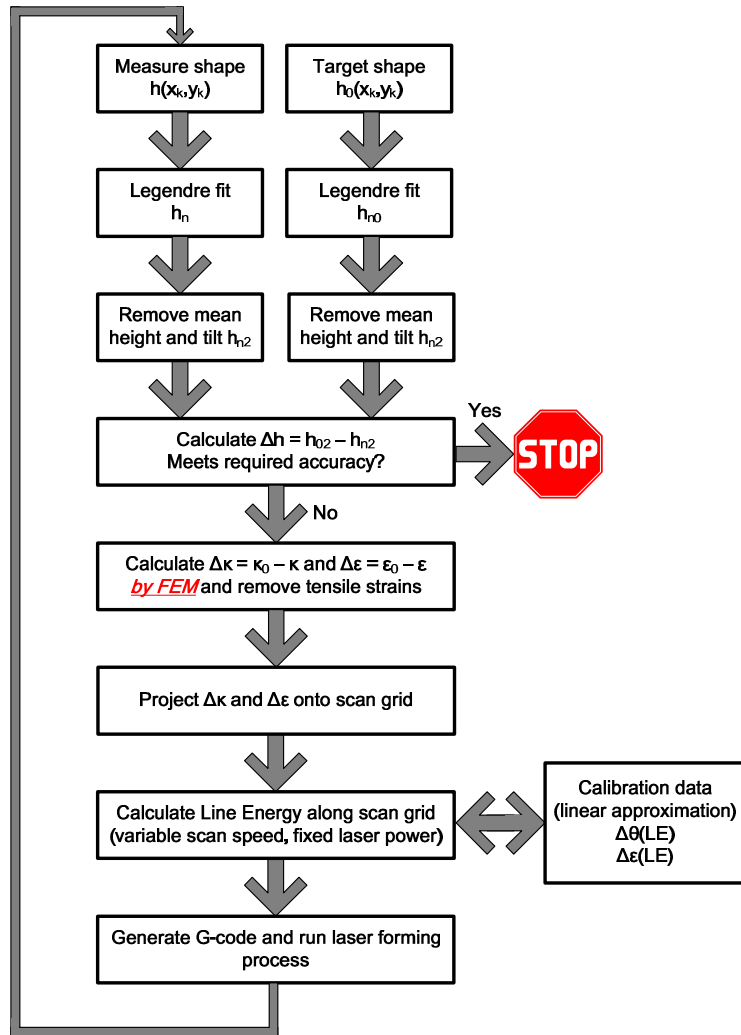 Measure shape
h(xₖ,yₖ)
Target shape
h₀(xₖ,yₖ)
Legendre fit
hₙ
Legendre fit
hₙ₀
Remove mean
height and tilt hₙ₂
Remove mean
height and tilt hₙ₂
Calculate Δh = h₀₂ – hₙ₂
Meets required accuracy?
Yes
STOP
No
Calculate Δκ = κ₀ – κ and Δε = ε₀ – ε
by FEM and remove tensile strains
Project Δκ and Δε onto scan grid
Calculate Line Energy along scan grid
(variable scan speed, fixed laser power)
Calibration data
(linear approximation)
Δθ(LE)
Δε(LE)
Generate G-code and run laser forming
process